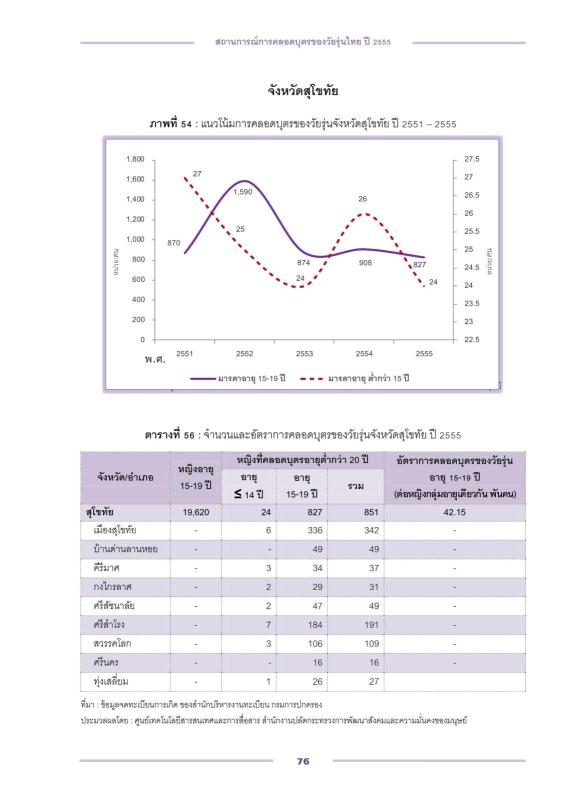 สถานการณ์การคลอดบุตรของวัยรุ่นไทย ปี 2555
จังหวัดสุโขทัย
ภาพที่ 54 : แนวโน้มการคลอดบุตรของวัยรุ่นจังหวัดสุโขทัย ปี 2551 – 2555
1,800 27.5
1,600 27
1,400 26.5
1,200 26
1,000 25.5
800 25
600 24.5
400 24
200 23.5
0 23
22.5
หน่วย:คน
หน่วย:คน
27
1,590
26
25
870
874
908
827
24
24
พ.ศ. 2551 2552 2553 2554 2555
มารดาอายุ 15-19 ปี มารดาอายุ ต่ำกว่า 15 ปี
ตารางที่ 56 : จำนวนและอัตราการคลอดบุตรของวัยรุ่นจังหวัดสุโขทัย ปี 2555
จังหวัด/อำเภอ หญิงอายุ 15-19 ปี หญิงที่คลอดบุตรอายุต่ำกว่า 20 ปี อัตราการคลอดบุตรของวัยรุ่น อายุ 15-19 ปี (ต่อหญิงกลุ่มอายุเดียวกัน พันคน)
อายุ ≤ 14 ปี อายุ 15-19 ปี รวม
สุโขทัย 19,620 24 827 851 42.15
เมืองสุโขทัย - 6 336 342 -
บ้านด่านลานหอย - - 49 49 -
คีรีมาศ - 3 34 37 -
กงไกรลาศ - 2 29 31 -
ศรีสัชนาลัย - 2 47 49 -
ศรีสำโรง - 7 184 191 -
สวรรคโลก - 3 106 109 -
ศรีนคร - - 16 16 -
ทุ่งเสลี่ยม - 1 26 27
ที่มา : ข้อมูลจดทะเบียนการเกิด ของสำนักบริหารงานทะเบียน กรมการปกครอง
ประมวลผลโดย : ศูนย์เทคโนโลยีสารสนเทศและการสื่อสาร สำนักงานปลัดกระทรวงการพัฒนาสังคมและความมั่นคงของมนุษย์
76